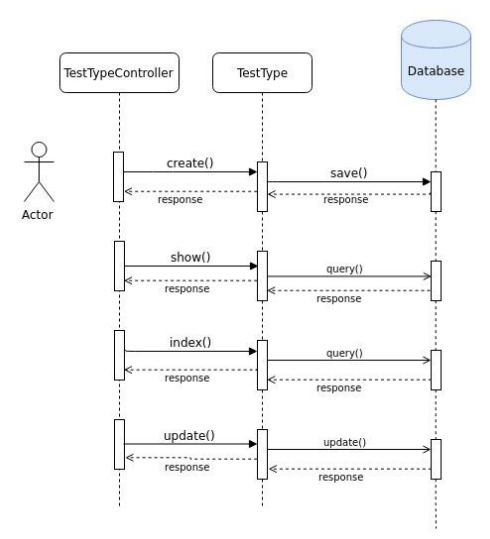 TestTypeController
TestType
Database
Actor
create()
save()
response
response
show()
query()
response
response
index()
query()
response
response
update()
update()
response
response